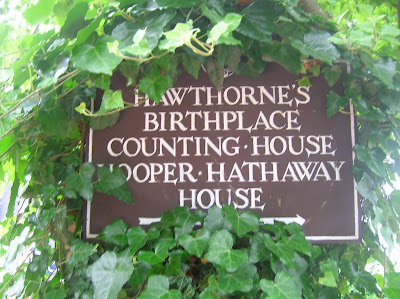 HAWTHORNE'S
BIRTHPLACE
COUNTING · HOUSE
HOOPER · HATHAWAY
HOUSE